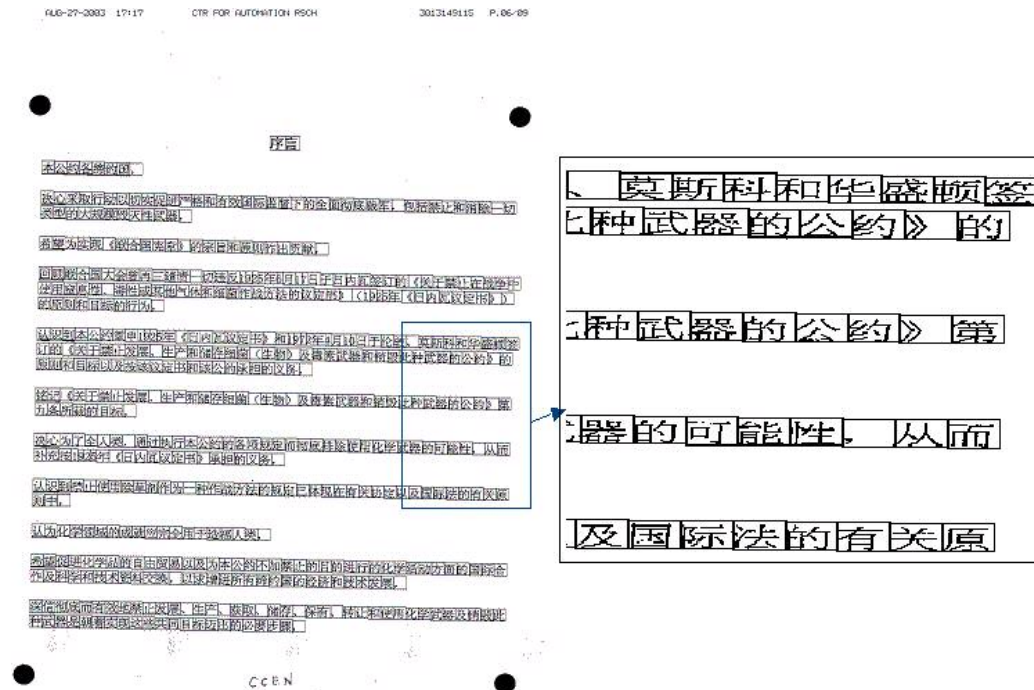 AUG-27-2003 17:17 CTR FOR AUTOMATION RSCH 3013149115 P.06/09
序言
本公约各缔约国，
决心采取行动以切实促进严格和有效国际监督下的全面彻底裁军，包括禁止和消除一切
类型的大规模毁灭性武器，
希望为实现《联合国宪章》的宗旨和原则作出贡献，
回顾联合国大会曾再三谴责一切违反1925年6月17日于日内瓦签订的《关于禁止在战争中
使用窒息性、毒性或其他气体和细菌作战方法的议定书》（1925年《日内瓦议定书》）
的原则和目标的行为，
认识到本公约重申1925年《日内瓦议定书》和1972年4月10日于伦敦、莫斯科和华盛顿签
订的《关于禁止发展、生产和储存细菌（生物）及毒素武器和销毁此种武器的公约》的
原则和目标以及按该议定书和该公约承担的义务，
铭记《关于禁止发展、生产和储存细菌（生物）及毒素武器和销毁此种武器的公约》第
九条所载的目标，
决心为了全人类，通过执行本公约的各项规定而彻底排除使用化学武器的可能性，从而
补充按1925年《日内瓦议定书》承担的义务，
认识到禁止使用除草剂作为一种作战方法的规定已体现在有关协定以及国际法的有关原
则中，
认为化学领域的成就应完全用于造福人类，
希望促进化学品的自由贸易以及为本公约不加禁止的目的进行的化学活动方面的国际合
作及科学和技术资料交换，以求增进所有缔约国的经济和技术发展，
深信彻底而有效地禁止发展、生产、获取、储存、保有、转让和使用化学武器及销毁此
种武器是朝着实现这些共同目标迈出的必要步骤，
CCEN
、莫斯科和华盛顿签
种武器的公约》的
种武器的公约》第
器的可能性，从而
及国际法的有关原